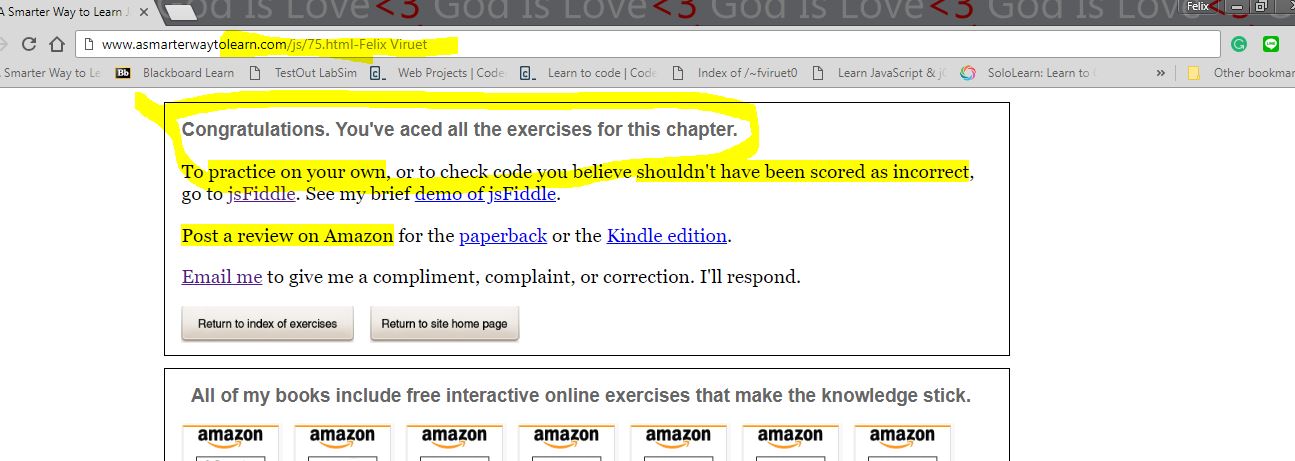 God Is Love<3 God Is Love<3 God Is Love<3
Felix
A Smarter Way to Learn J
www.asmarterwaytolearn.com/js/75.html-Felix Viruet
Smarter Way to Le Bb Blackboard Learn TestOut LabSim Web Projects | Code Learn to code | Code Index of /~fviruet0 Learn JavaScript & j SoloLearn: Learn to » Other bookmar
Congratulations. You've aced all the exercises for this chapter.
To practice on your own, or to check code you believe shouldn't have been scored as incorrect,
go to jsFiddle. See my brief demo of jsFiddle.
Post a review on Amazon for the paperback or the Kindle edition.
Email me to give me a compliment, complaint, or correction. I'll respond.
Return to index of exercises Return to site home page
All of my books include free interactive online exercises that make the knowledge stick.
amazon amazon amazon amazon amazon amazon amazon